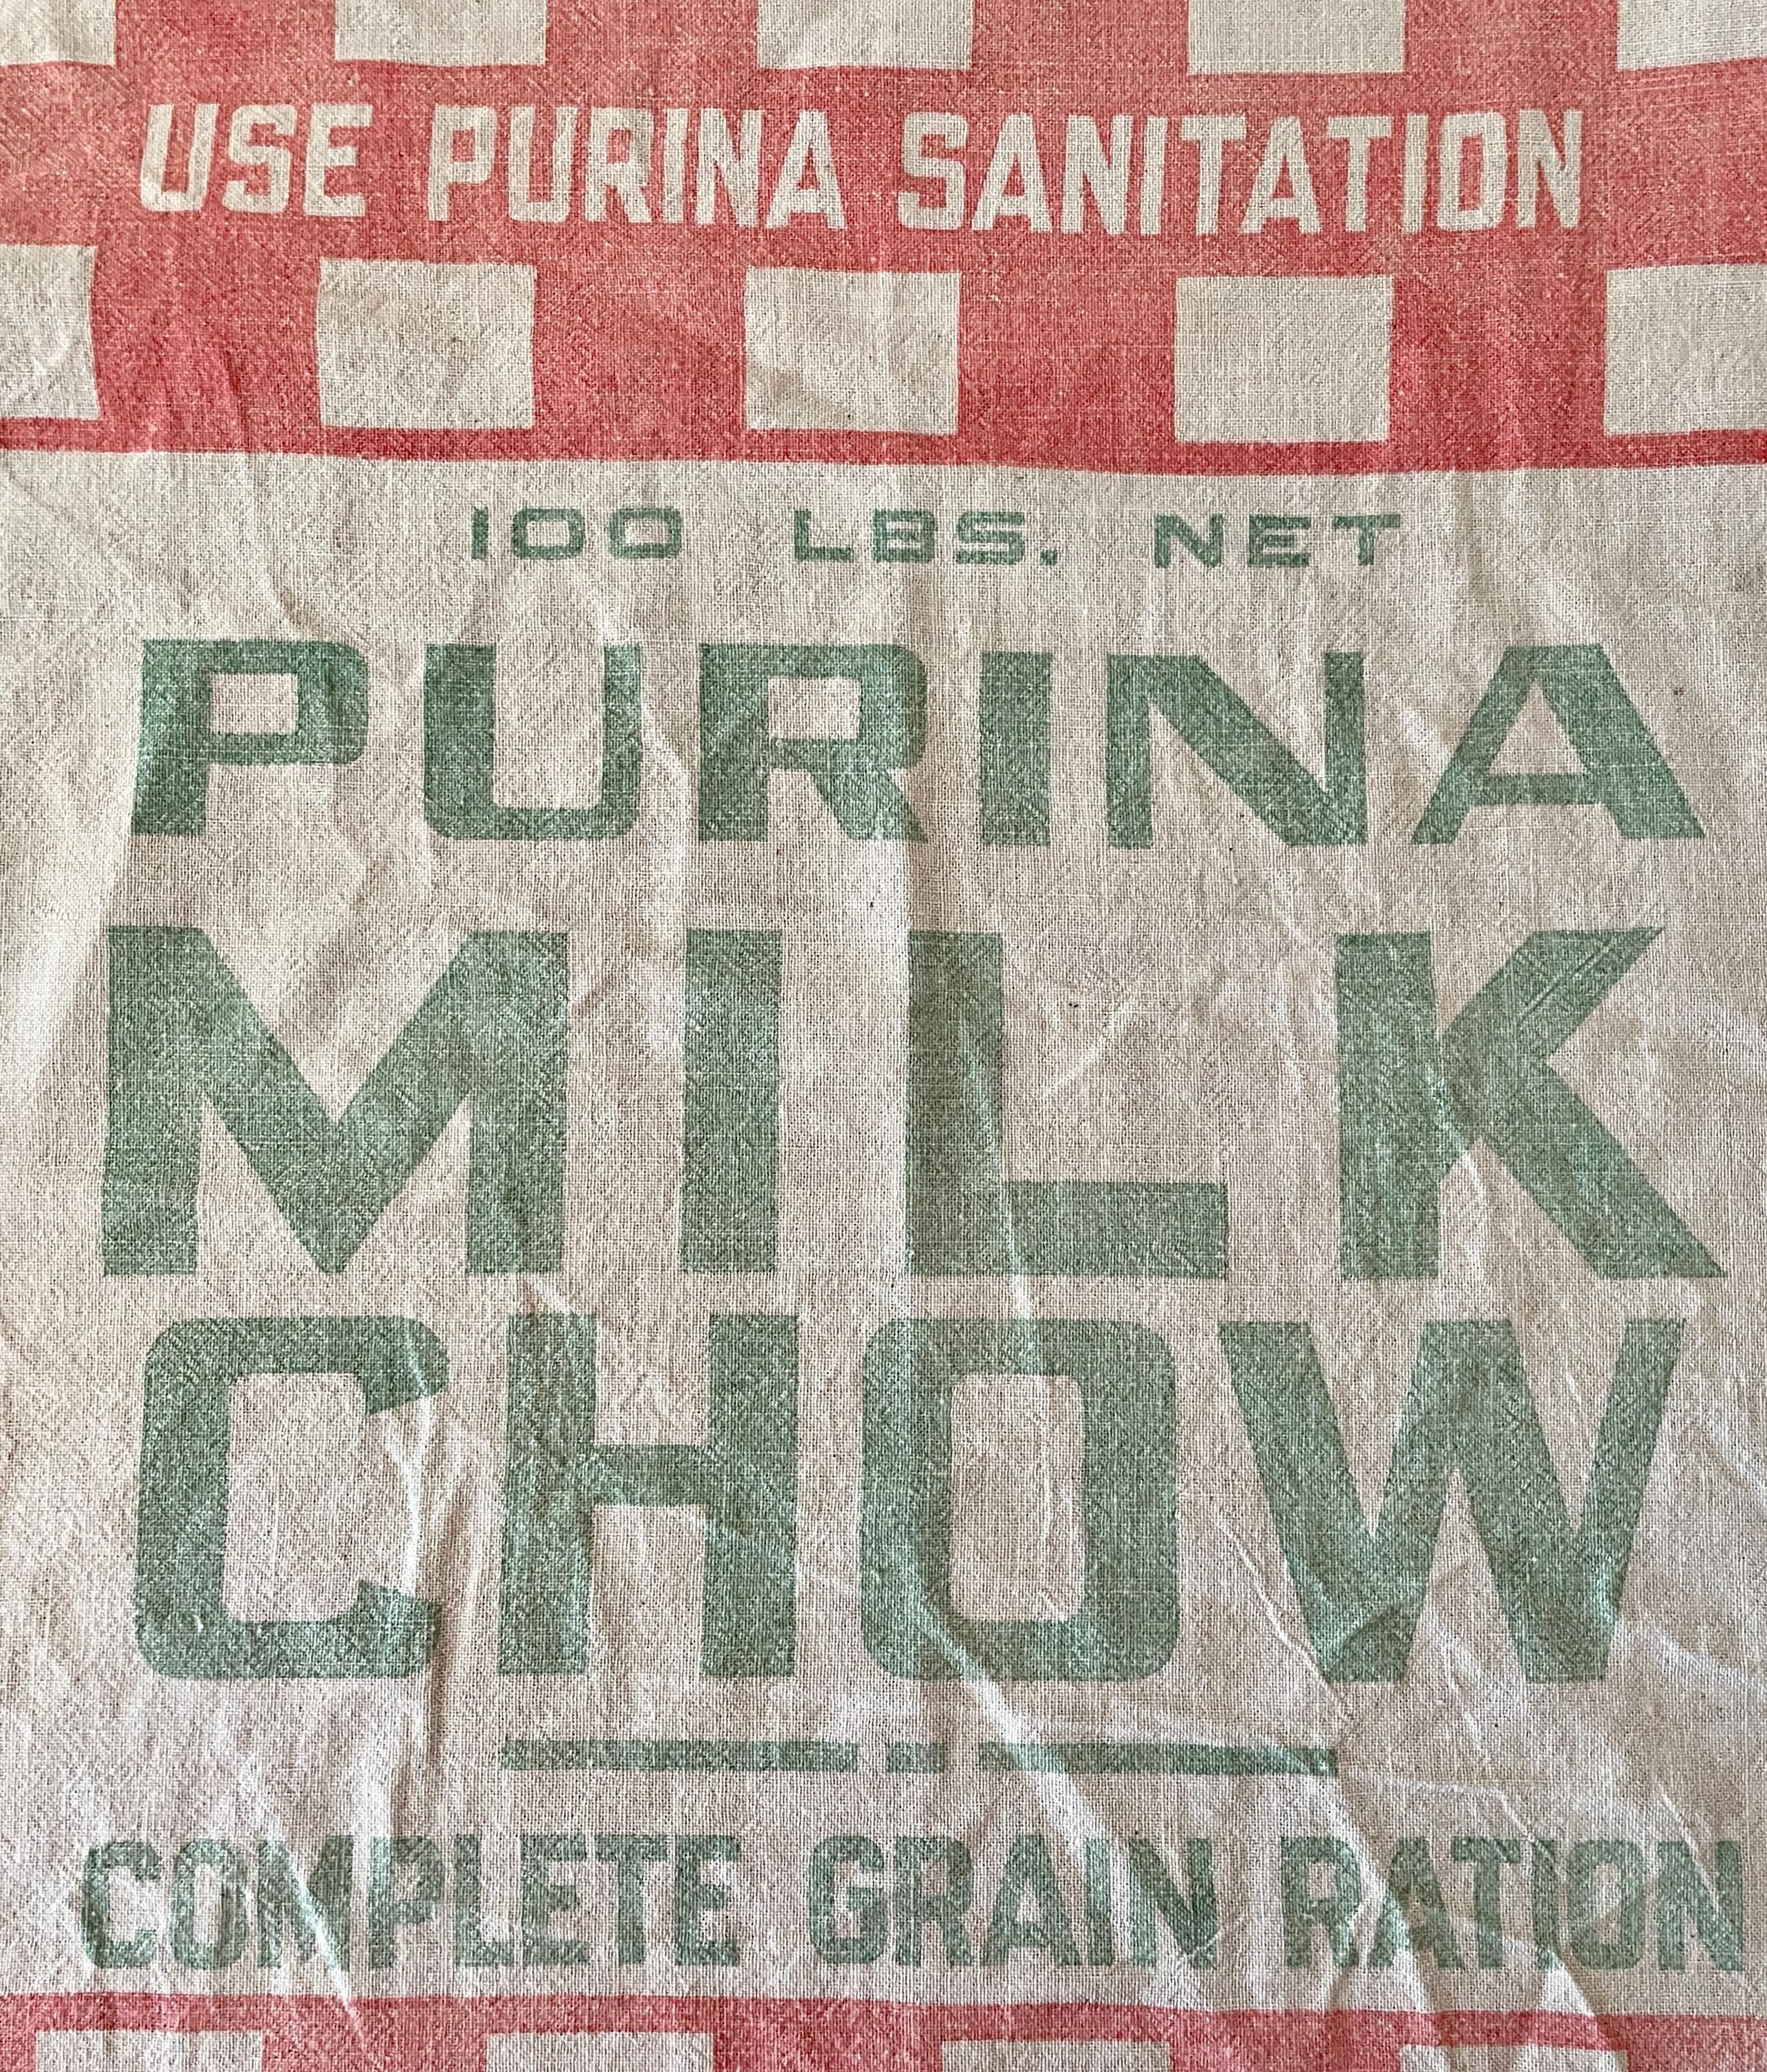 USE PURINA SANITATION
100 LBS. NET
PURINA
MILK
CHOW
COMPLETE GRAIN RATION